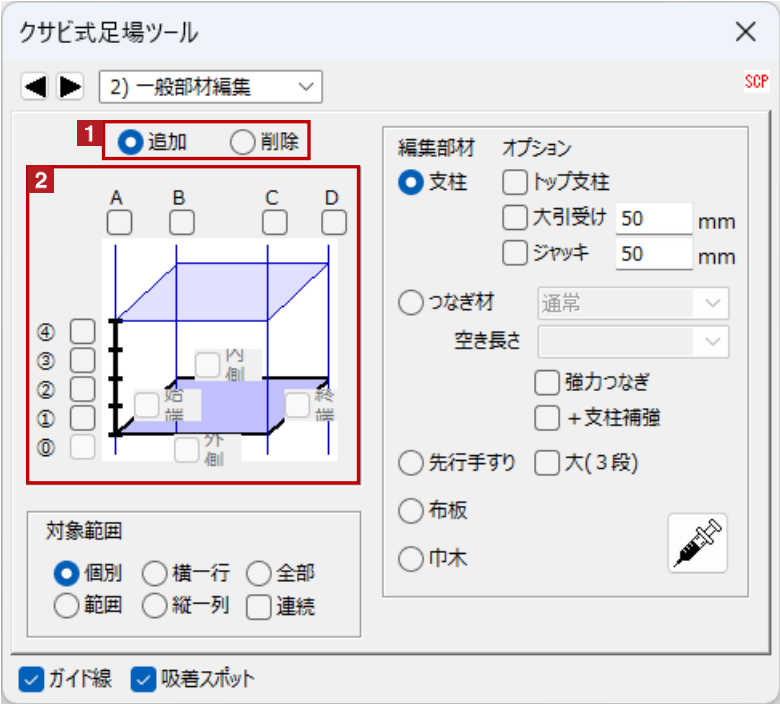 クサビ式足場ツール
2) 一般部材編集
SCP
1
追加
削除
2
A B C D
④
③
②
①
⓪
内側
始端
終端
外側
編集部材 オプション
支柱
トップ支柱
大引受け 50 mm
ジャッキ 50 mm
つなぎ材 通常
空き長さ
強力つなぎ
+支柱補強
先行手すり 大(3段)
布板
巾木
対象範囲
個別 横一行 全部
範囲 縦一列 連続
ガイド線 吸着スポット